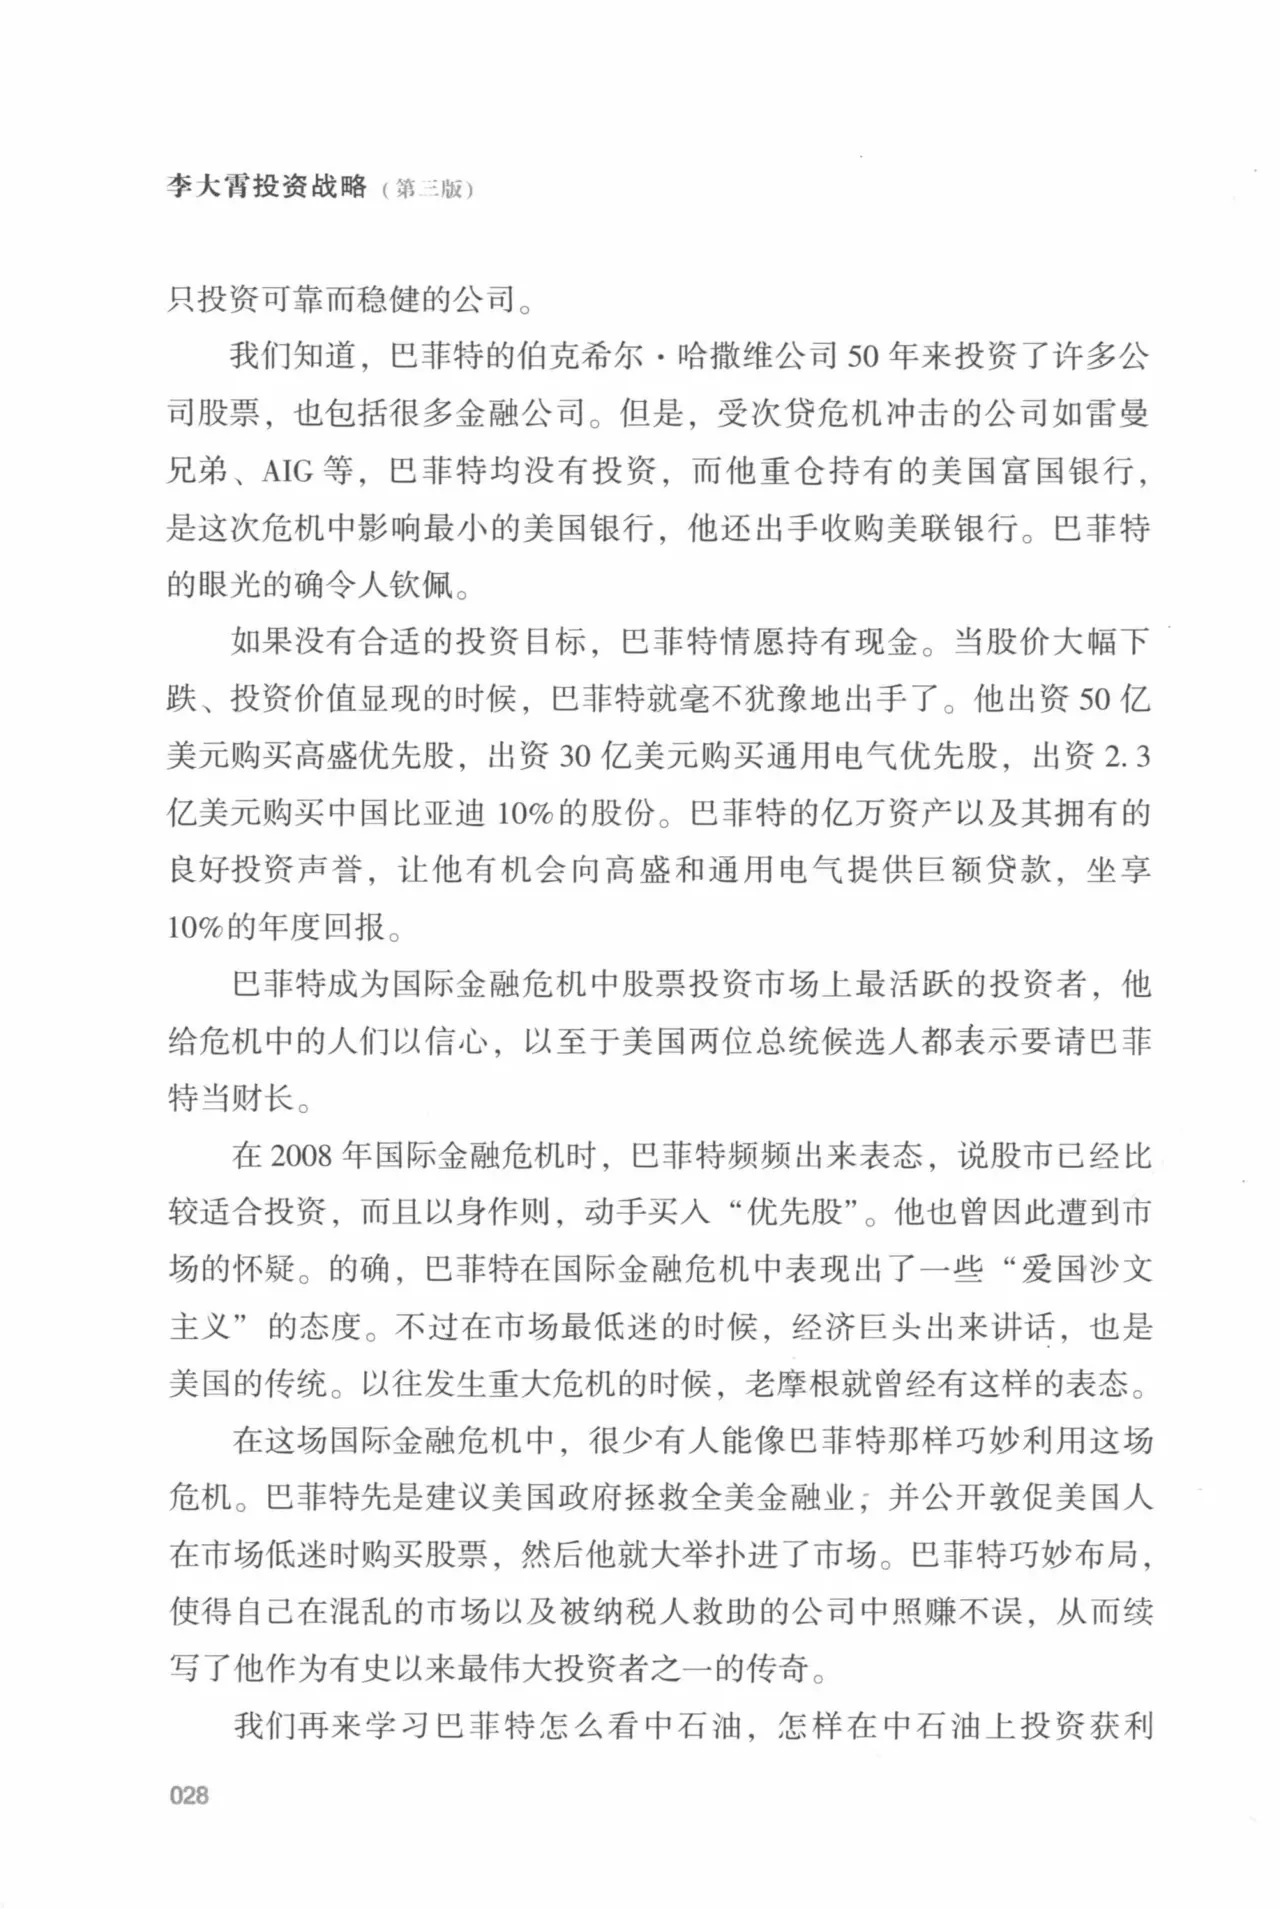 李大霄投资战略（第三版）
只投资可靠而稳健的公司。
我们知道，巴菲特的伯克希尔·哈撒维公司 50 年来投资了许多公
司股票，也包括很多金融公司。但是，受次贷危机冲击的公司如雷曼
兄弟、AIG 等，巴菲特均没有投资，而他重仓持有的美国富国银行，
是这次危机中影响最小的美国银行，他还出手收购美联银行。巴菲特
的眼光的确令人钦佩。
如果没有合适的投资目标，巴菲特情愿持有现金。当股价大幅下
跌、投资价值显现的时候，巴菲特就毫不犹豫地出手了。他出资 50 亿
美元购买高盛优先股，出资 30 亿美元购买通用电气优先股，出资 2. 3
亿美元购买中国比亚迪 10%的股份。巴菲特的亿万资产以及其拥有的
良好投资声誉，让他有机会向高盛和通用电气提供巨额贷款，坐享
10%的年度回报。
巴菲特成为国际金融危机中股票投资市场上最活跃的投资者，他
给危机中的人们以信心，以至于美国两位总统候选人都表示要请巴菲
特当财长。
在 2008 年国际金融危机时，巴菲特频频出来表态，说股市已经比
较适合投资，而且以身作则，动手买入“优先股”。他也曾因此遭到市
场的怀疑。的确，巴菲特在国际金融危机中表现出了一些“爱国沙文
主义”的态度。不过在市场最低迷的时候，经济巨头出来讲话，也是
美国的传统。以往发生重大危机的时候，老摩根就曾经有这样的表态。
在这场国际金融危机中，很少有人能像巴菲特那样巧妙利用这场
危机。巴菲特先是建议美国政府拯救全美金融业，并公开敦促美国人
在市场低迷时购买股票，然后他就大举扑进了市场。巴菲特巧妙布局，
使得自己在混乱的市场以及被纳税人救助的公司中照赚不误，从而续
写了他作为有史以来最伟大投资者之一的传奇。
我们再来学习巴菲特怎么看中石油，怎样在中石油上投资获利
028